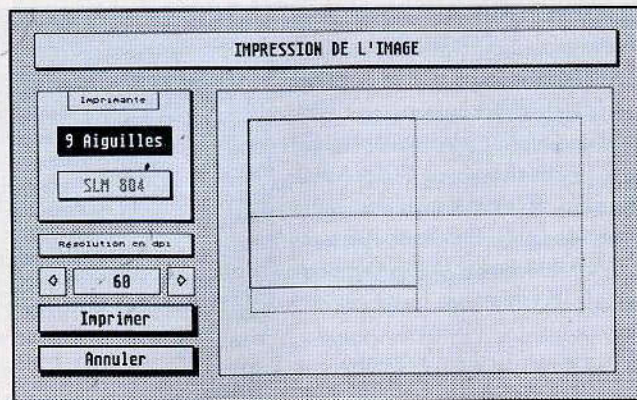 IMPRESSION DE L'IMAGE
Imprimante
9 Aiguilles
SLM 804
Résolution en dpi
60
Imprimer
Annuler